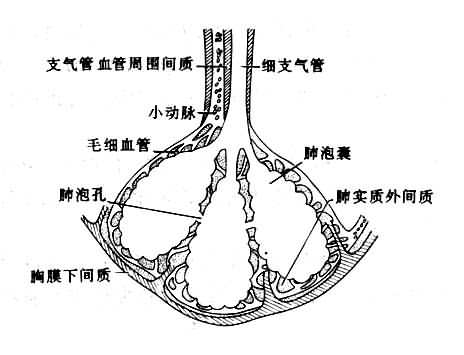 支气管血管周围间质
细支气管
小动脉
毛细血管
肺泡囊
肺泡孔
肺实质外间质
胸膜下间质